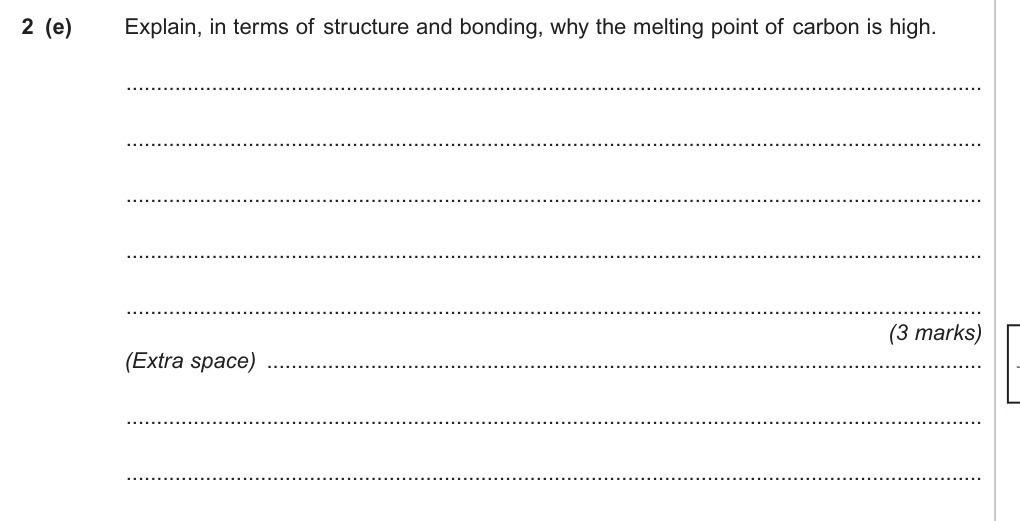 2 (e) Explain, in terms of structure and bonding, why the melting point of carbon is high.
(3 marks)
(Extra space)